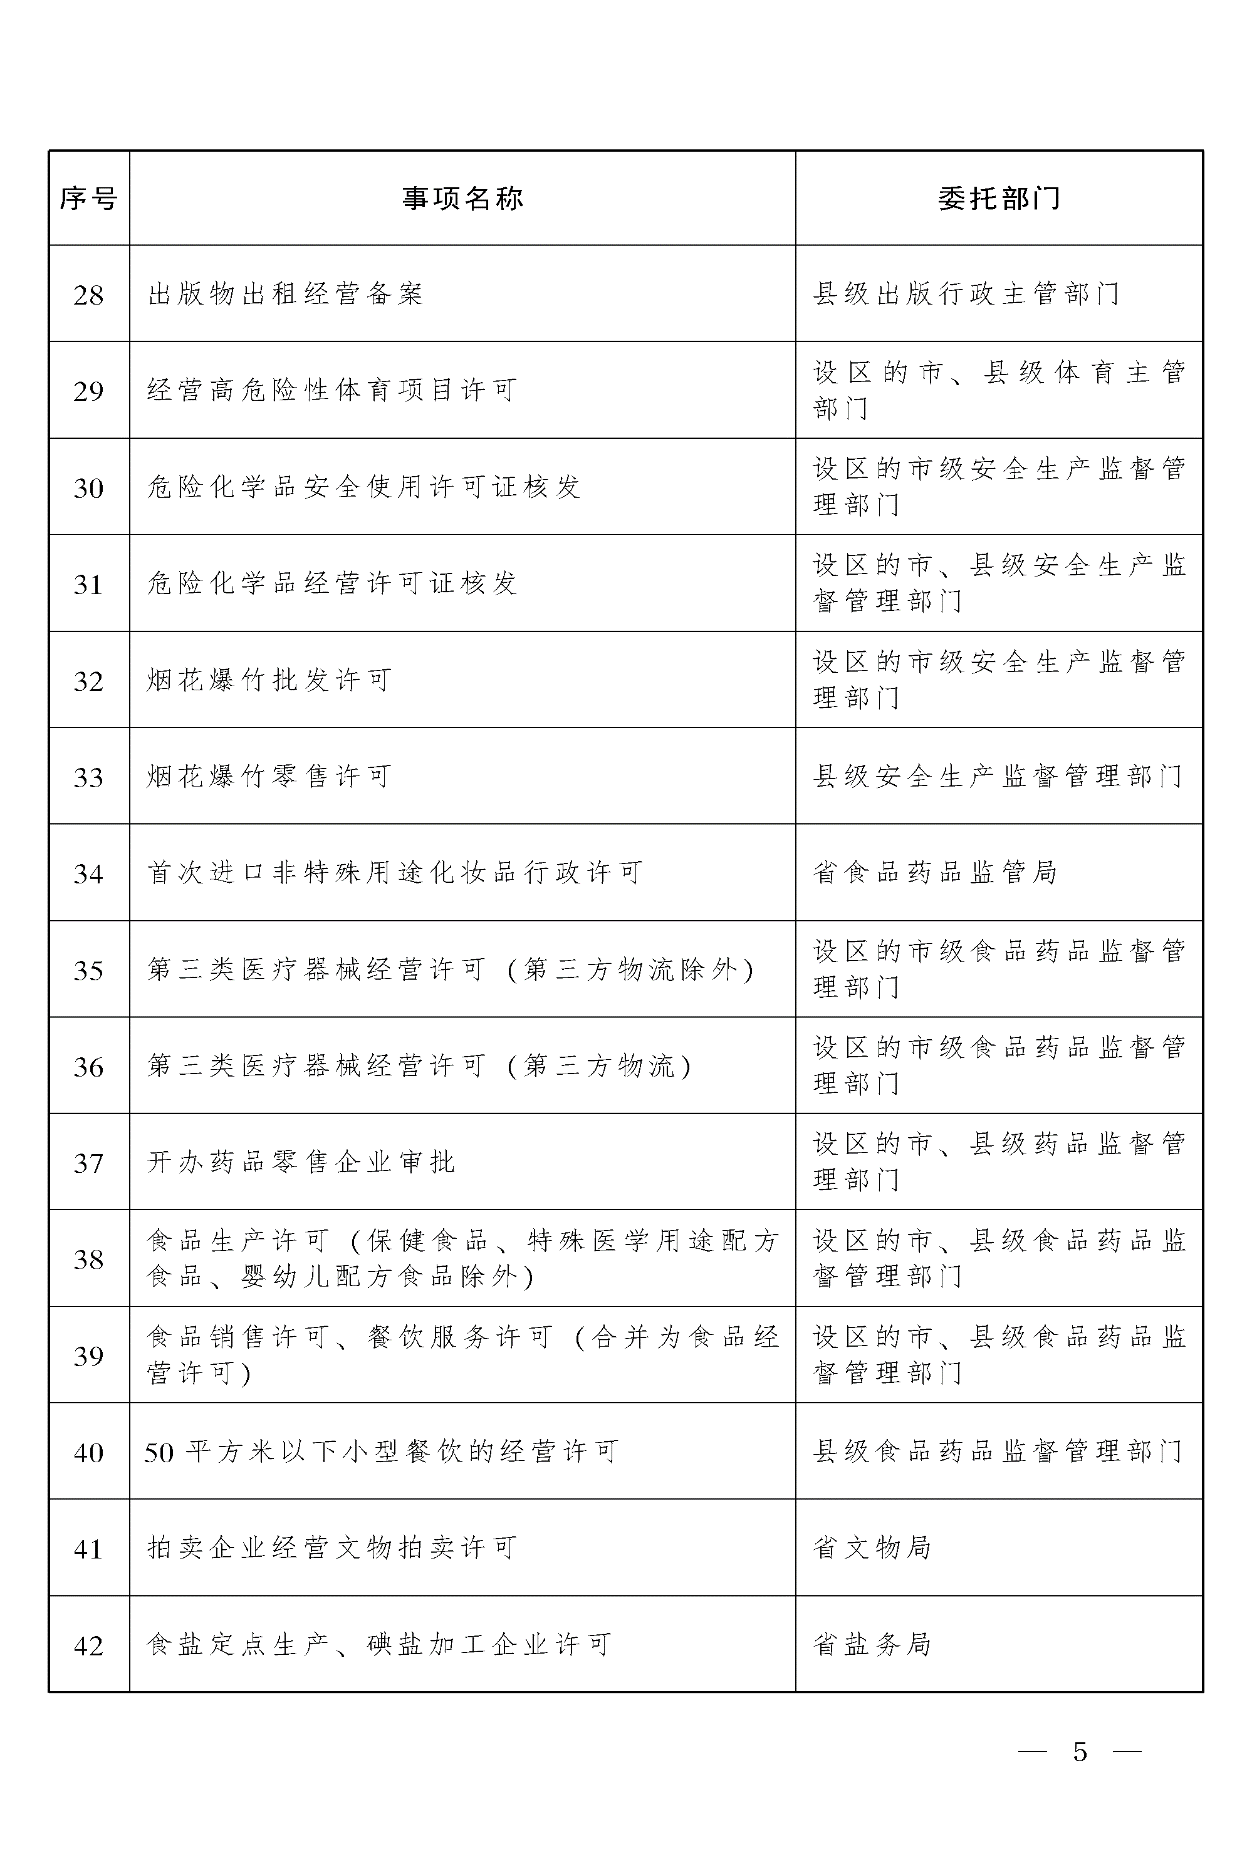 序号 事项名称 委托部门
28 出版物出租经营备案 县级出版行政主管部门
29 经营高危险性体育项目许可 设区的市、县级体育主管
部门
30 危险化学品安全使用许可证核发 设区的市级安全生产监督管
理部门
31 危险化学品经营许可证核发 设区的市、县级安全生产监
督管理部门
32 烟花爆竹批发许可 设区的市级安全生产监督管
理部门
33 烟花爆竹零售许可 县级安全生产监督管理部门
34 首次进口非特殊用途化妆品行政许可 省食品药品监管局
35 第三类医疗器械经营许可（第三方物流除外） 设区的市级食品药品监督管
理部门
36 第三类医疗器械经营许可（第三方物流） 设区的市级食品药品监督管
理部门
37 开办药品零售企业审批 设区的市、县级药品监督管
理部门
38 食品生产许可（保健食品、特殊医学用途配方 设区的市、县级食品药品监
食品、婴幼儿配方食品除外） 督管理部门
39 食品销售许可、餐饮服务许可（合并为食品经 设区的市、县级食品药品监
营许可） 督管理部门
40 50 平方米以下小型餐饮的经营许可 县级食品药品监督管理部门
41 拍卖企业经营文物拍卖许可 省文物局
42 食盐定点生产、碘盐加工企业许可 省盐务局
— 5 —